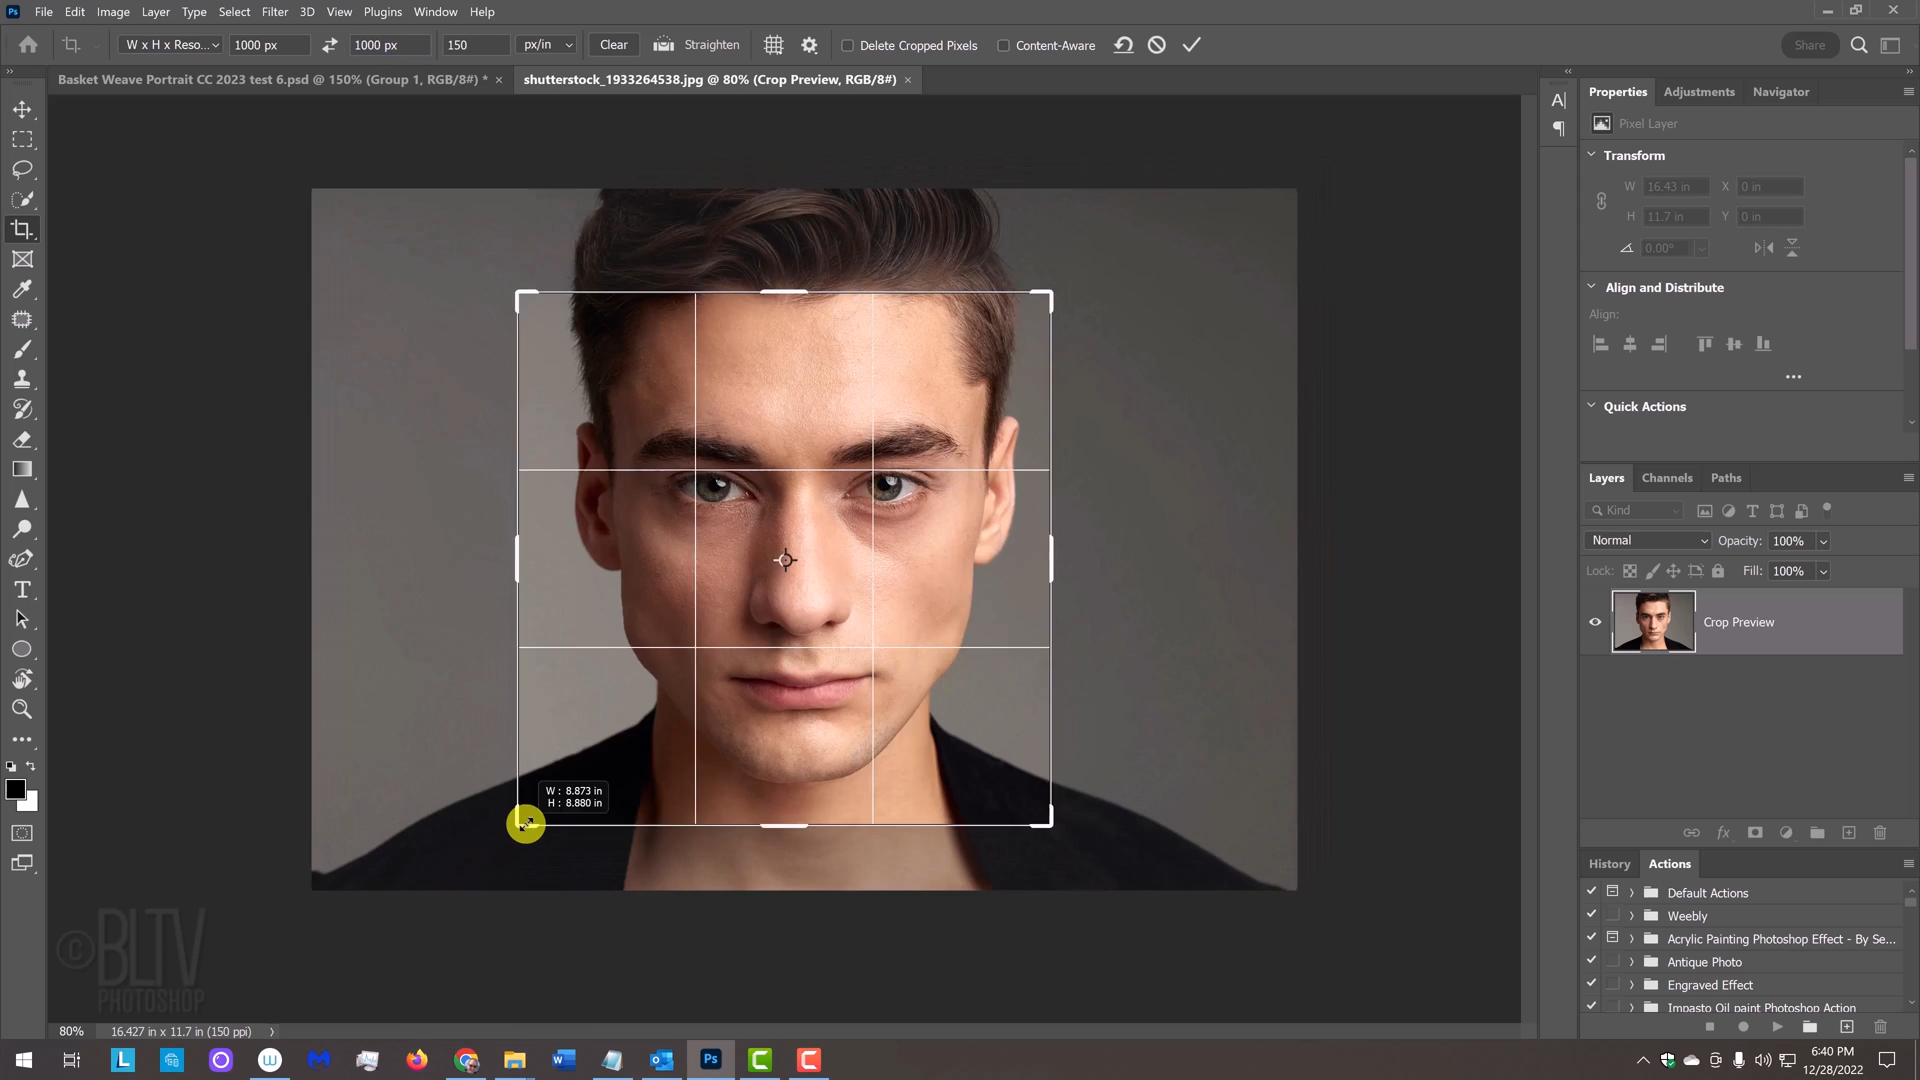 Ps File Edit Image Layer Type Select Filter 3D View Plugins Window Help
W x H x Reso... 1000 px 1000 px 150 px/in Clear Straighten Delete Cropped Pixels Content-Aware Share
Basket Weave Portrait CC 2023 test 6.psd @ 150% (Group 1, RGB/8#) * × shutterstock_1933264538.jpg @ 80% (Crop Preview, RGB/8#) ×
Properties Adjustments Navigator
Pixel Layer
Transform
W 16.43 in X 0 in
H 11.7 in Y 0 in
0.00°
Align and Distribute
Align:
Quick Actions
Layers Channels Paths
Kind
Normal Opacity: 100%
Lock: Fill: 100%
Crop Preview
W: 8.873 in
H: 8.880 in
History Actions
Default Actions
Weebly
Acrylic Painting Photoshop Effect - By Se...
Antique Photo
Engraved Effect
Impasto Oil paint Photoshop Action
© BLTV
PHOTOSHOP
80% 16.427 in x 11.7 in (150 ppi)
6:40 PM
12/28/2022